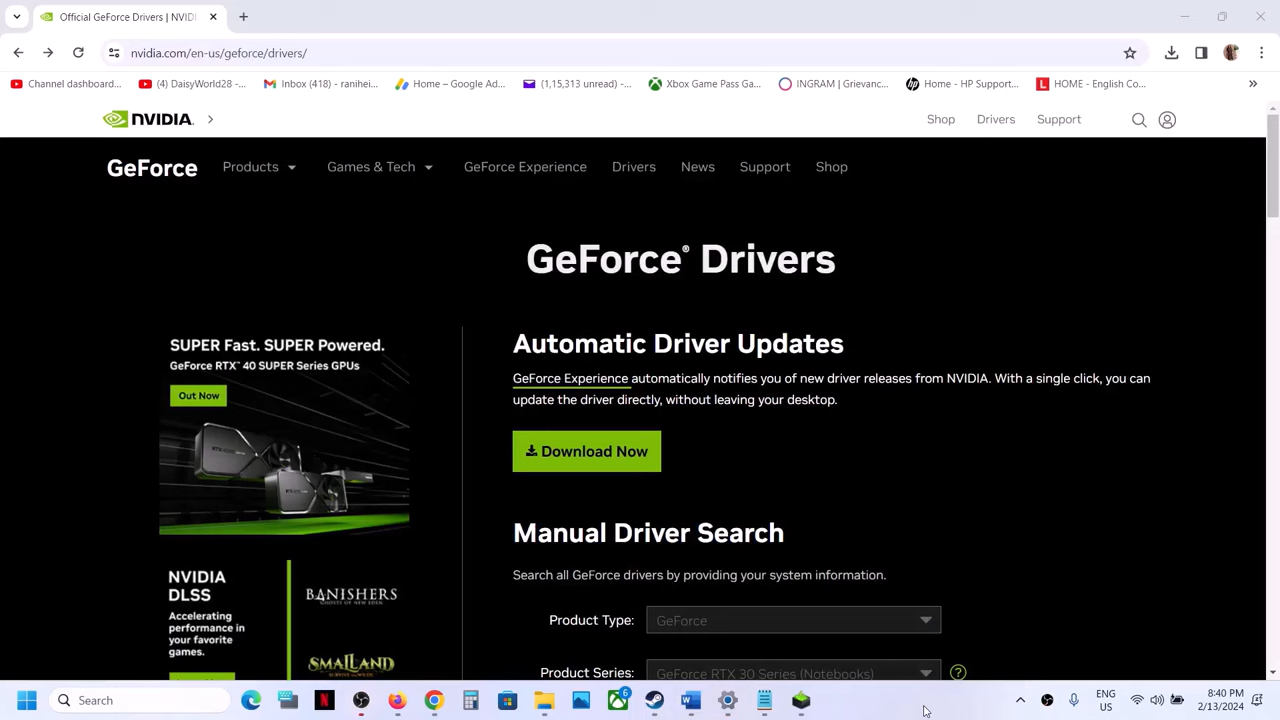 Official GeForce Drivers | NVIDI
nvidia.com/en-us/geforce/drivers/
Channel dashboard...
(4) DaisyWorld28 -...
Inbox (418) - ranihei...
Home – Google Ad...
(1,15,313 unread) -...
Xbox Game Pass Ga...
INGRAM | Grievanc...
Home - HP Support...
HOME - English Co...
NVIDIA.
Shop
Drivers
Support
GeForce
Products
Games & Tech
GeForce Experience
Drivers
News
Support
Shop
GeForce® Drivers
SUPER Fast. SUPER Powered.
GeForce RTX™ 40 SUPER Series GPUs
Out Now
NVIDIA
DLSS
Accelerating
performance in
your favorite
games.
BANISHERS
GHOSTS OF NEW EDEN
SMALLAND
SURVIVE THE WILDS
Automatic Driver Updates
GeForce Experience automatically notifies you of new driver releases from NVIDIA. With a single click, you can
update the driver directly, without leaving your desktop.
Download Now
Manual Driver Search
Search all GeForce drivers by providing your system information.
Product Type:
GeForce
Product Series:
GeForce RTX 30 Series (Notebooks)
?
Search
6
ENG
US
8:40 PM
2/13/2024